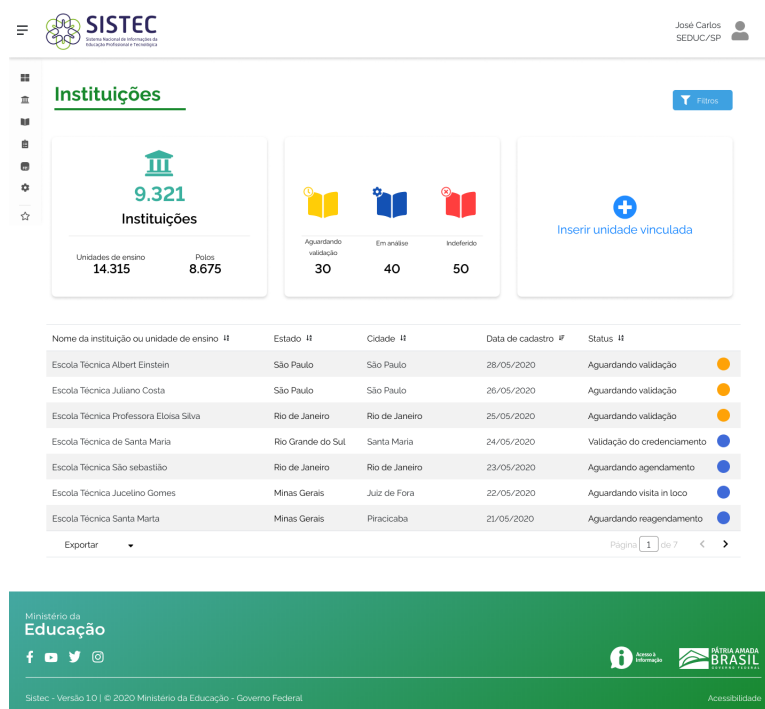 SISTEC
Sistema Nacional de Informações da
Educação Profissional e Tecnológica
José Carlos
SEDUC/SP
Instituições
Filtros
9.321
Instituições
Unidades de ensino
14.315
Polos
8.675
Aguardando
validação
30
Em análise
40
Indeferido
50
Inserir unidade vinculada
Nome da instituição ou unidade de ensino Estado Cidade Data de cadastro Status
Escola Técnica Albert Einstein São Paulo São Paulo 28/05/2020 Aguardando validação
Escola Técnica Juliano Costa São Paulo São Paulo 26/05/2020 Aguardando validação
Escola Técnica Professora Eloisa Silva Rio de Janeiro Rio de Janeiro 25/05/2020 Aguardando validação
Escola Técnica de Santa Maria Rio Grande do Sul Santa Maria 24/05/2020 Validação do credenciamento
Escola Técnica São sebastião Rio de Janeiro Rio de Janeiro 23/05/2020 Aguardando agendamento
Escola Técnica Jucelino Gomes Minas Gerais Juiz de Fora 22/05/2020 Aguardando visita in loco
Escola Técnica Santa Marta Minas Gerais Piracicaba 21/05/2020 Aguardando reagendamento
Exportar
Página 1 de 7
Ministério da
Educação
Acesso à
Informação
PÁTRIA AMADA
BRASIL
GOVERNO FEDERAL
Sistec - Versão 1.0 | © 2020 Ministério da Educação - Governo Federal
Acessibilidade